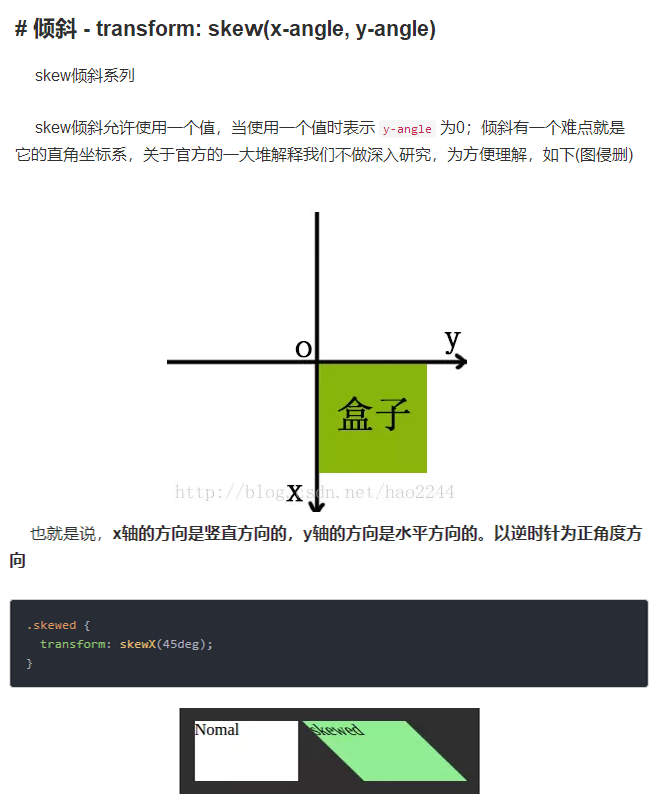 # 倾斜 - transform: skew(x-angle, y-angle)
skew倾斜系列
skew倾斜允许使用一个值，当使用一个值时表示 y-angle 为0；倾斜有一个难点就是
它的直角坐标系，关于官方的一大堆解释我们不做深入研究，为方便理解，如下(图侵删)
o
y
盒子
x
http://blog.csdn.net/hao2244
也就是说，x轴的方向是竖直方向的，y轴的方向是水平方向的。以逆时针为正角度方
向
.skewed {
transform: skewX(45deg);
}
Nomal
skewed